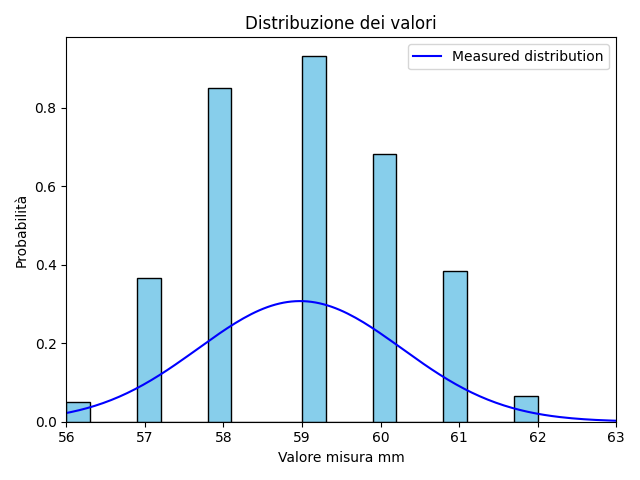 Distribuzione dei valori
Measured distribution
Probabilità
0.8
0.6
0.4
0.2
0.0
56 57 58 59 60 61 62 63
Valore misura mm